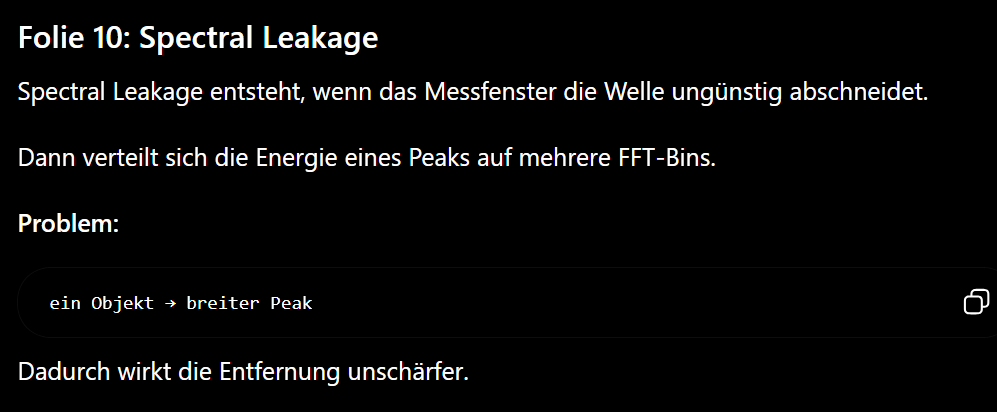 Folie 10: Spectral Leakage
Spectral Leakage entsteht, wenn das Messfenster die Welle ungünstig abschneidet.
Dann verteilt sich die Energie eines Peaks auf mehrere FFT-Bins.
Problem:
ein Objekt → breiter Peak
Dadurch wirkt die Entfernung unschärfer.